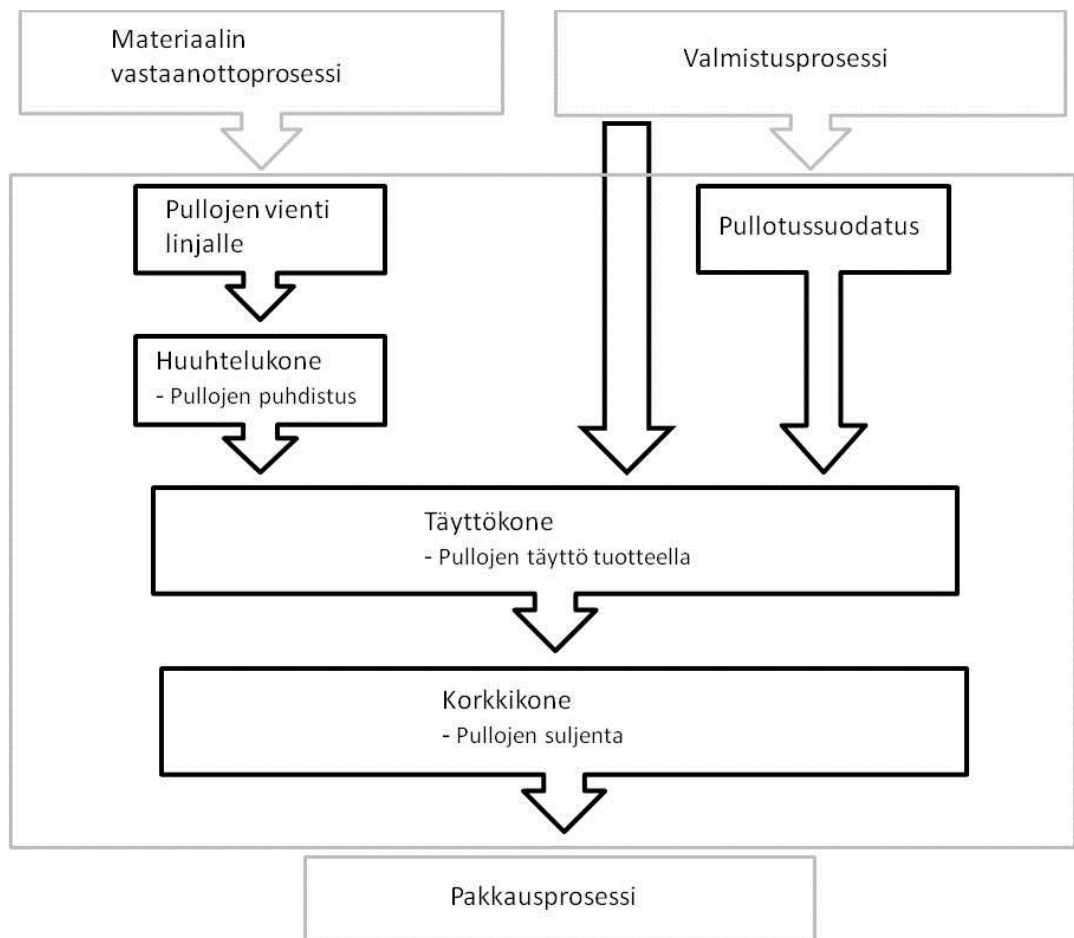 Materiaalin
vastaanottoprosessi
Valmistusprosessi
Pullojen vienti
linjalle
Pullotussuodatus
Huuhtelukone
- Pullojen puhdistus
Täyttökone
- Pullojen täyttö tuotteella
Korkkikone
- Pullojen suljenta
Pakkausprosessi